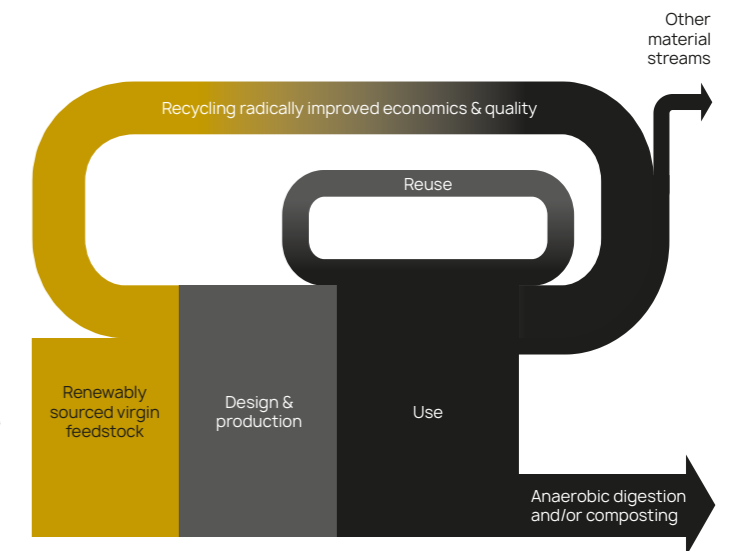 Other
material
streams
Recycling radically improved economics & quality
Reuse
Renewably
sourced virgin
feedstock
Design &
production
Use
Anaerobic digestion
and/or composting